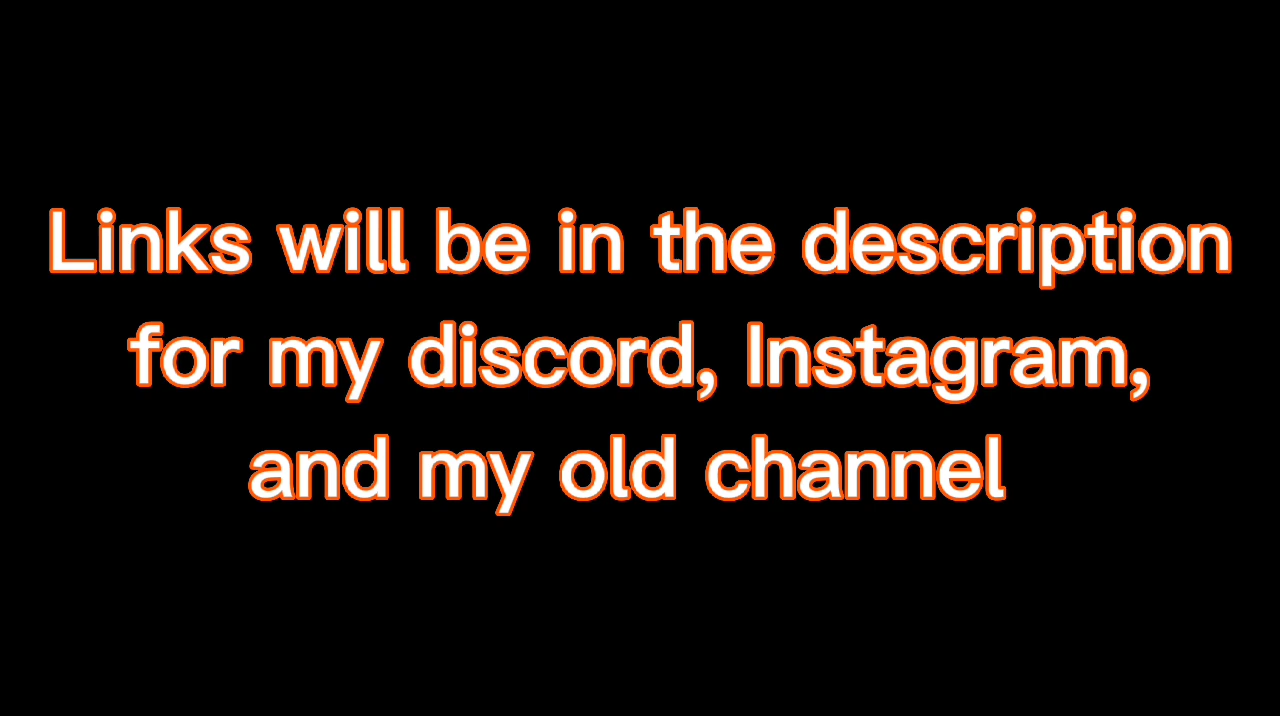 Links will be in the description
for my discord, Instagram,
and my old channel